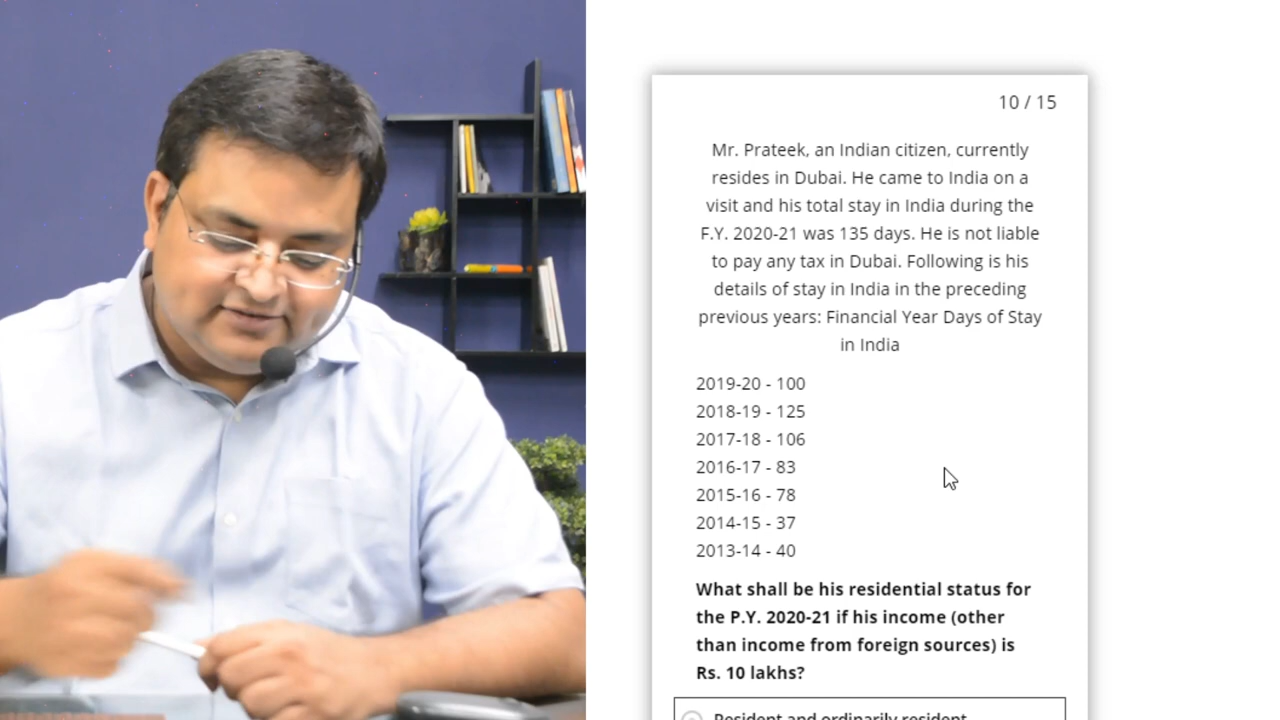 10 / 15
Mr. Prateek, an Indian citizen, currently
resides in Dubai. He came to India on a
visit and his total stay in India during the
F.Y. 2020-21 was 135 days. He is not liable
to pay any tax in Dubai. Following is his
details of stay in India in the preceding
previous years: Financial Year Days of Stay
in India
2019-20 - 100
2018-19 - 125
2017-18 - 106
2016-17 - 83
2015-16 - 78
2014-15 - 37
2013-14 - 40
What shall be his residential status for
the P.Y. 2020-21 if his income (other
than income from foreign sources) is
Rs. 10 lakhs?
Resident and ordinarily resident